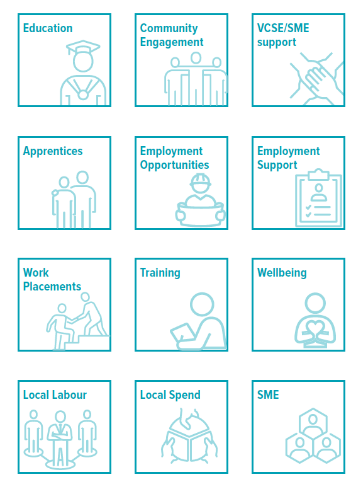 Education
Community
Engagement
VCSE/SME
support
Apprentices
Employment
Opportunities
Employment
Support
Work
Placements
Training
Wellbeing
Local Labour
Local Spend
SME